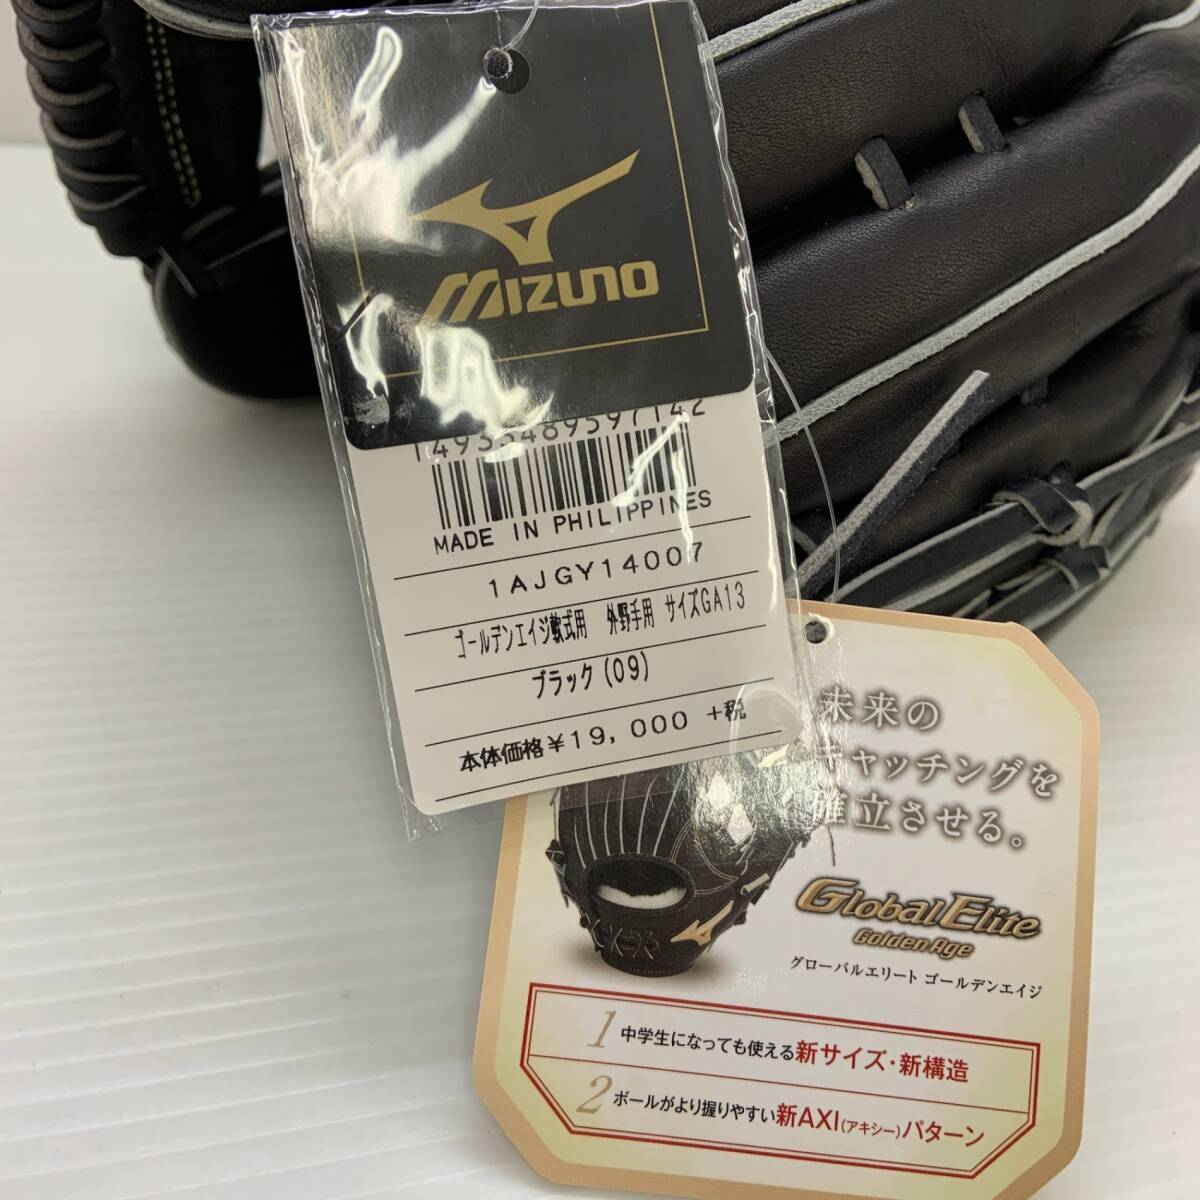 MIZUNO
MADE IN PHILIPPINES
1AJGY14007
ゴールデンエイジ軟式用 外野手用 サイズGA13
ブラック(09)
本体価格¥19,000 +税
未来の
キャッチングを
確立させる。
Global Elite
Golden Age
グローバルエリート ゴールデンエイジ
1 中学生になっても使える新サイズ・新構造
2 ボールがより握りやすい新AXI(アキシー)パターン